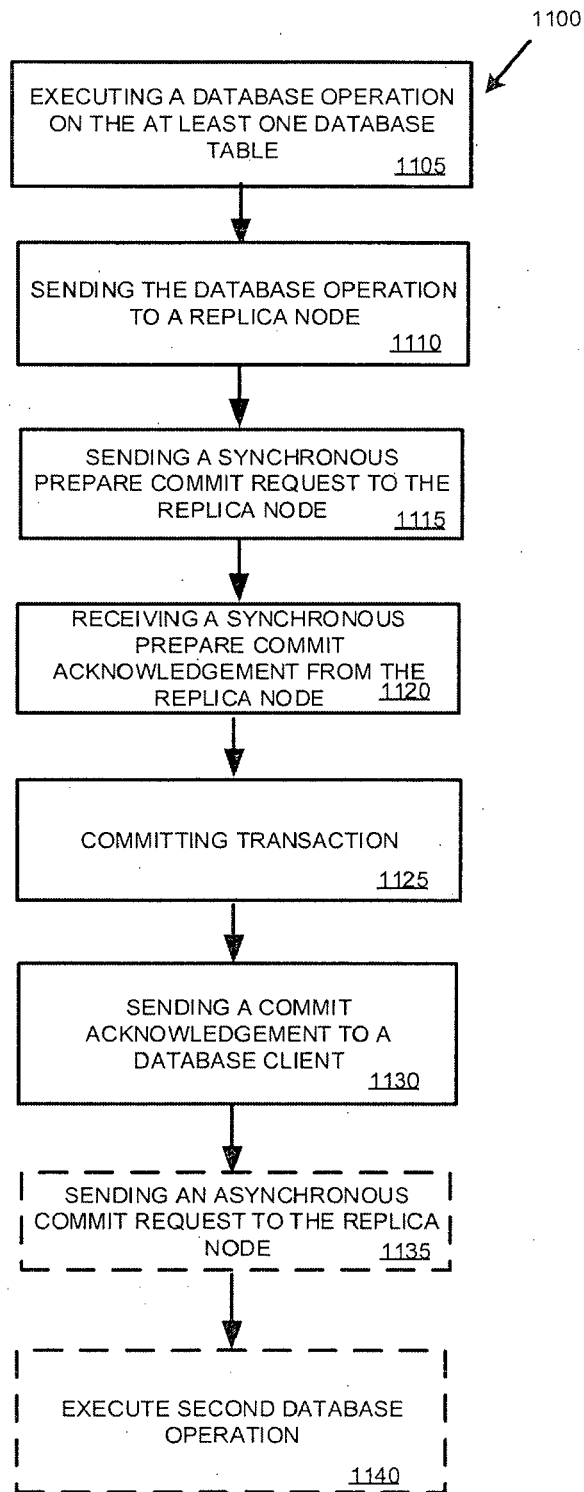 1100
EXECUTING A DATABASE OPERATION
ON THE AT LEAST ONE DATABASE
TABLE
1105
SENDING THE DATABASE OPERATION
TO A REPLICA NODE
1110
SENDING A SYNCHRONOUS
PREPARE COMMIT REQUEST TO THE
REPLICA NODE
1115
RECEIVING A SYNCHRONOUS
PREPARE COMMIT
ACKNOWLEDGEMENT FROM THE
REPLICA NODE
1120
COMMITTING TRANSACTION
1125
SENDING A COMMIT
ACKNOWLEDGEMENT TO A
DATABASE CLIENT
1130
SENDING AN ASYNCHRONOUS
COMMIT REQUEST TO THE REPLICA
NODE
1135
EXECUTE SECOND DATABASE
OPERATION
1140